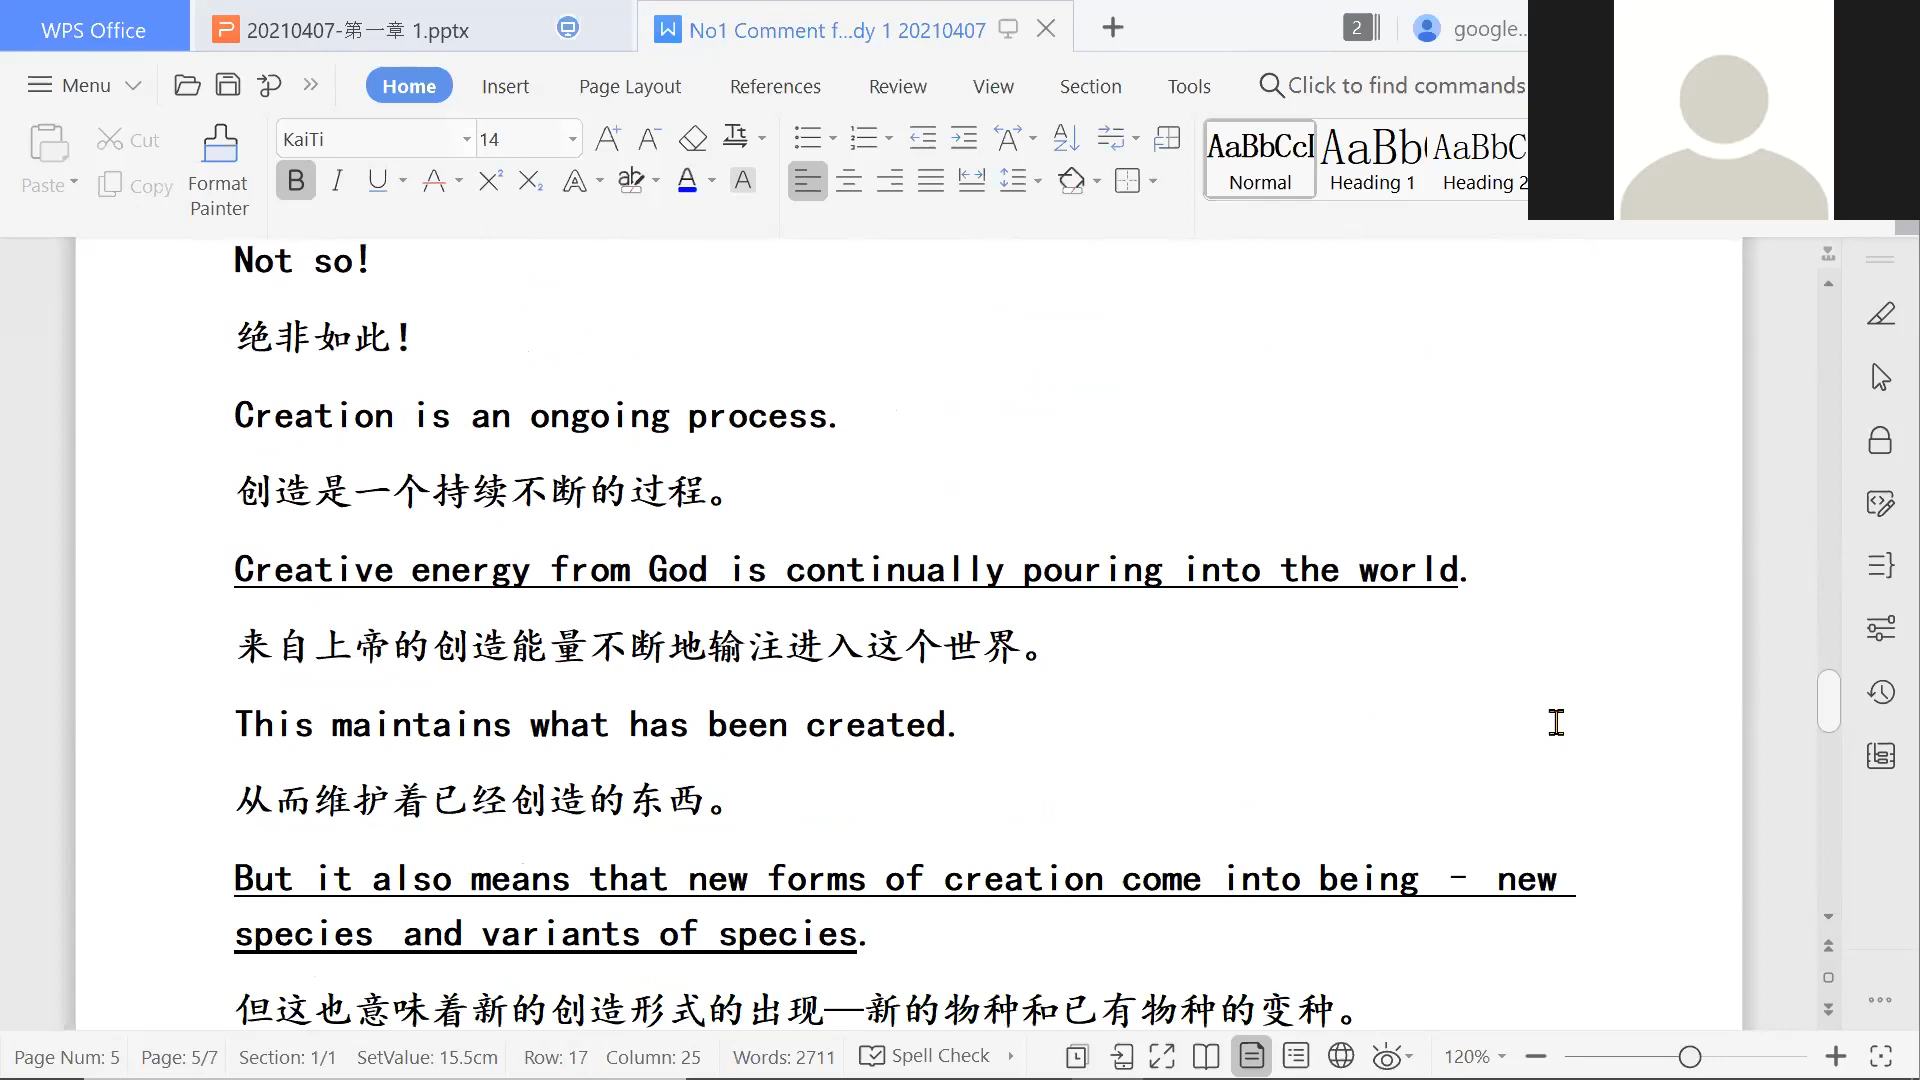 WPS Office
20210407-第一章 1.pptx
No1 Comment f...dy 1 20210407
2
google..
Menu
Home
Insert
Page Layout
References
Review
View
Section
Tools
Click to find commands
Paste
Cut
Copy
Format Painter
KaiTi
14
AaBbCcI
Normal
AaBb(
Heading 1
AaBbC
Heading 2
Not so!
绝非如此！
Creation is an ongoing process.
创造是一个持续不断的过程。
Creative energy from God is continually pouring into the world.
来自上帝的创造能量不断地输注进入这个世界。
This maintains what has been created.
从而维护着已经创造的东西。
But it also means that new forms of creation come into being – new
species and variants of species.
但这也意味着新的创造形式的出现—新的物种和已有物种的变种。
Page Num: 5
Page: 5/7
Section: 1/1
SetValue: 15.5cm
Row: 17
Column: 25
Words: 2711
Spell Check
120%